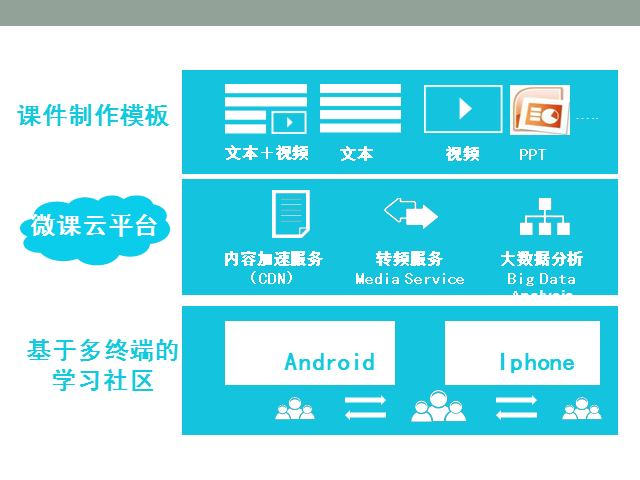 课件制作模板
文本＋视频
文本
视频
PPT
.....
微课云平台
内容加速服务
（CDN）
转频服务
Media Service
大数据分析
Big Data
Analysis
基于多终端的
学习社区
Android
Iphone